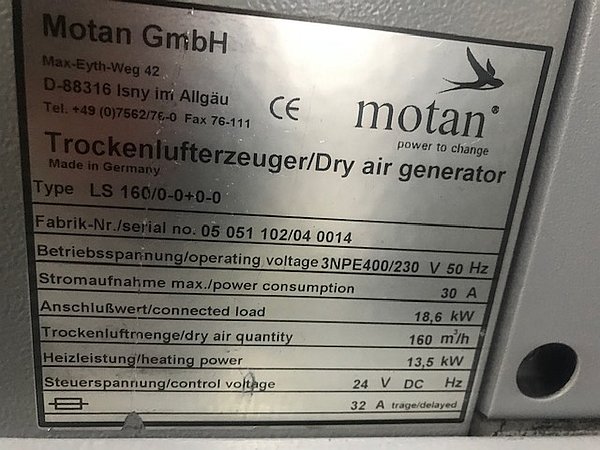 Motan GmbH
Max-Eyth-Weg 42
D-88316 Isny im Allgäu
Tel. +49 (0)7562/76-0 Fax 76-111
CE
motan®
power to change
Trockenlufterzeuger/Dry air generator
Made in Germany
Type LS 160/0-0+0-0
Fabrik-Nr./serial no. 05 051 102/04 0014
Betriebsspannung/operating voltage 3NPE400/230 V 50 Hz
Stromaufnahme max./power consumption 30 A
Anschlußwert/connected load 18,6 kW
Trockenluftmenge/dry air quantity 160 m³/h
Heizleistung/heating power 13,5 kW
Steuerspannung/control voltage 24 V DC Hz
32 A trage/delayed